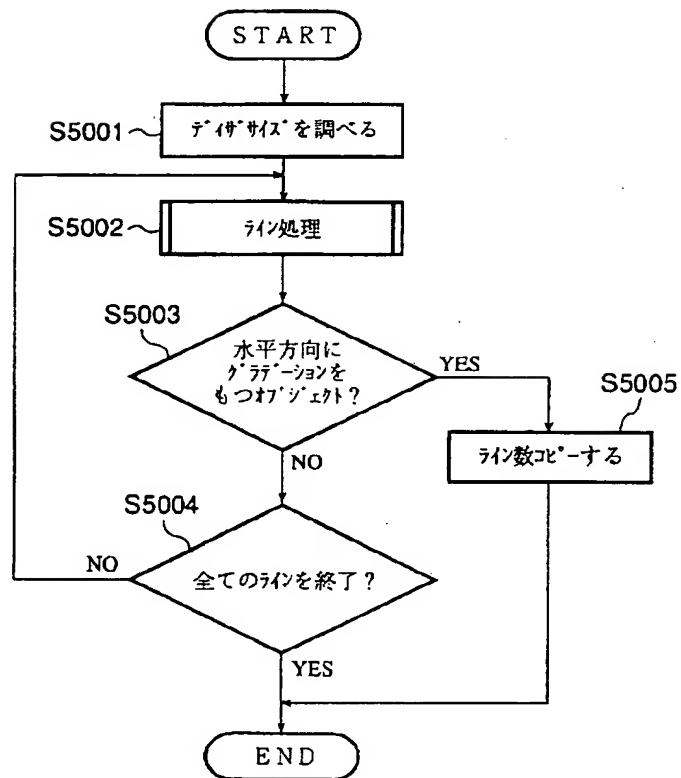 START
S5001
ディザサイズを調べる
S5002
ライン処理
S5003
水平方向に
グラデーションを
もつオブジェクト?
YES
S5005
ライン数コピーする
NO
S5004
NO
全てのラインを終了?
YES
END